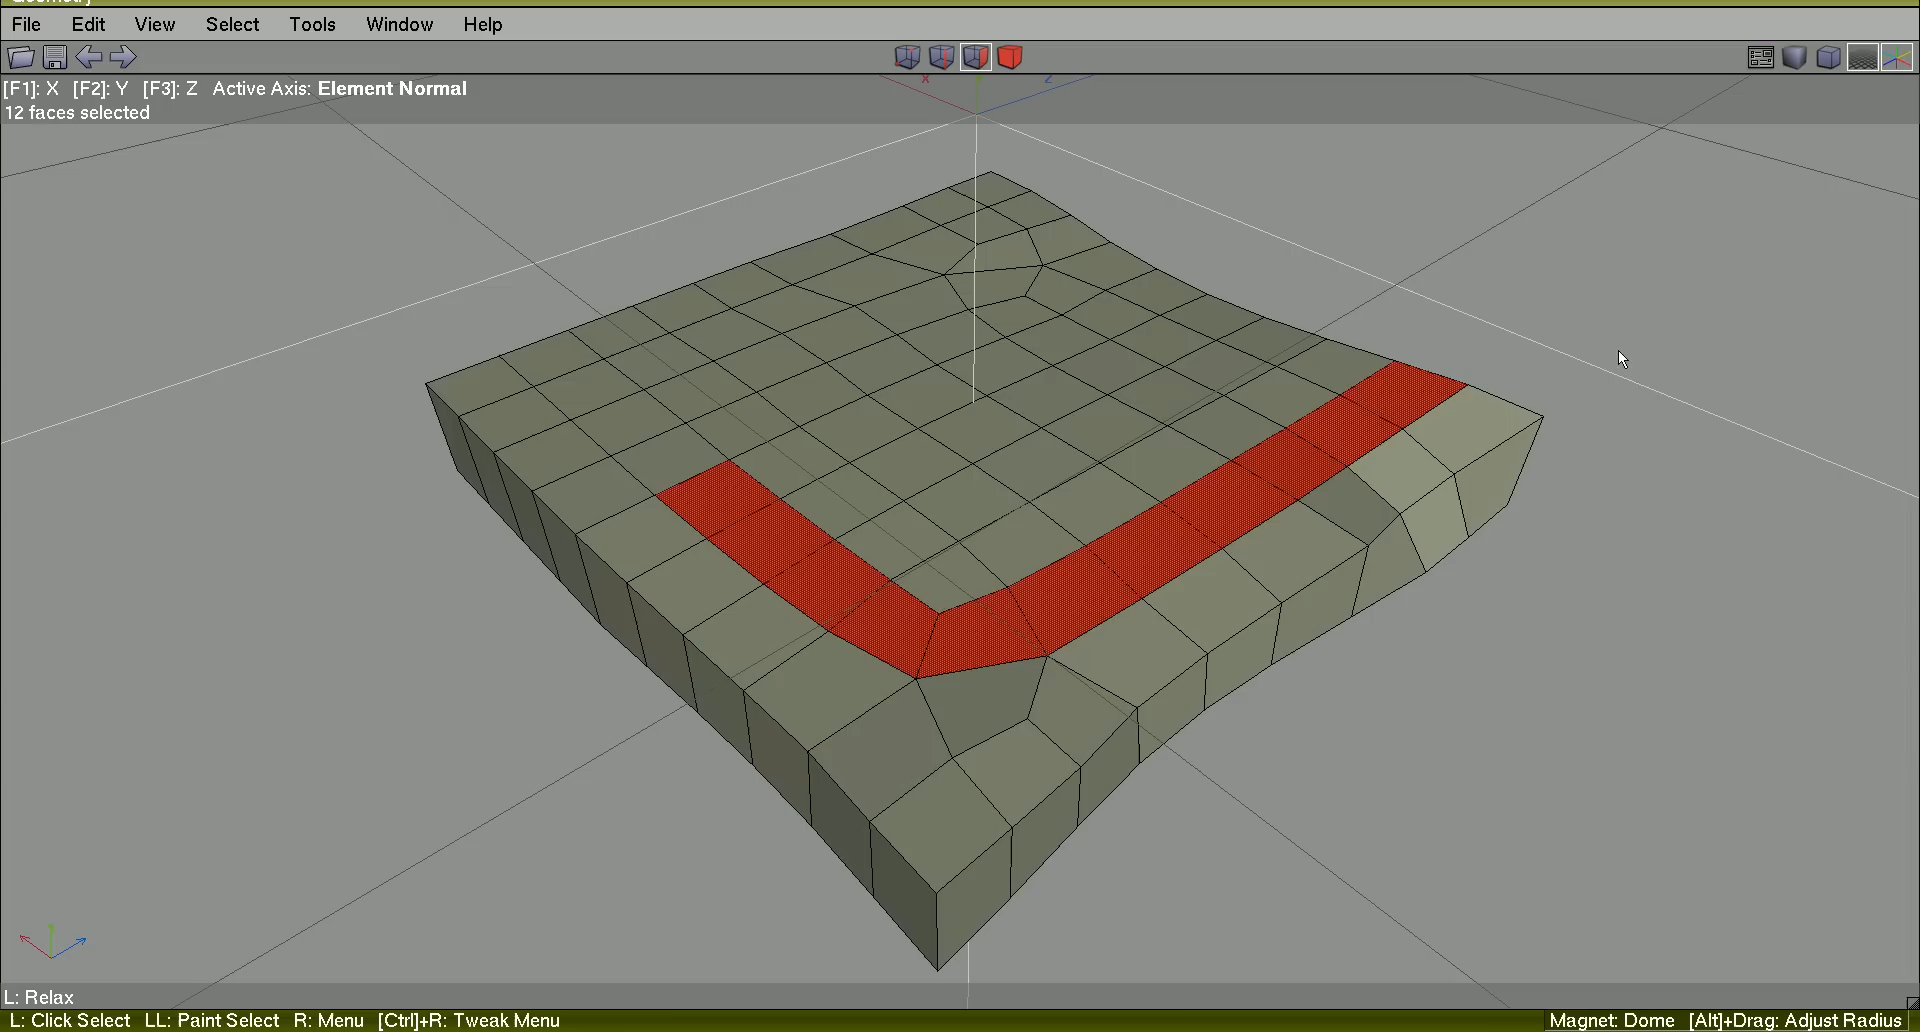 Geometry
File Edit View Select Tools Window Help
[F1]: X [F2]: Y [F3]: Z Active Axis: Element Normal
12 faces selected
X Z
L: Relax
L: Click Select LL: Paint Select R: Menu [Ctrl]+R: Tweak Menu
Magnet: Dome [Alt]+Drag: Adjust Radius